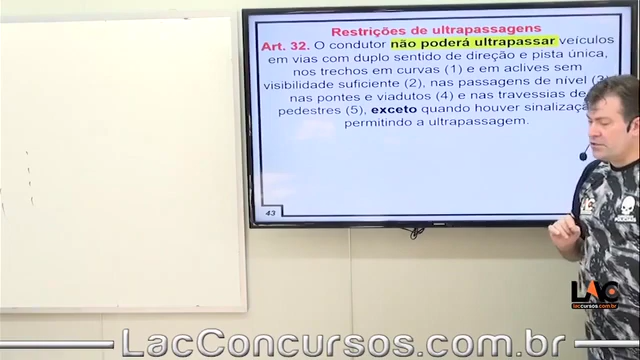 Restrições de ultrapassagens
Art. 32. O condutor não poderá ultrapassar veículos
em vias com duplo sentido de direção e pista única,
nos trechos em curvas (1) e em aclives sem
visibilidade suficiente (2), nas passagens de nível (3)
nas pontes e viadutos (4) e nas travessias de
pedestres (5), exceto quando houver sinalização
permitindo a ultrapassagem.
43
LAC
laccursos.com.br
LacConcursos.com.br